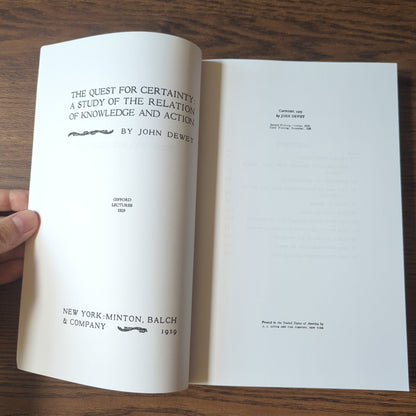 THE QUEST FOR CERTAINTY:
A STUDY OF THE RELATION
OF KNOWLEDGE AND ACTION
BY JOHN DEWEY
GIFFORD
LECTURES
1929
NEW YORK: MINTON, BALCH
& COMPANY
1929
COPYRIGHT, 1929
By JOHN DEWEY
Printed in the United States of America by